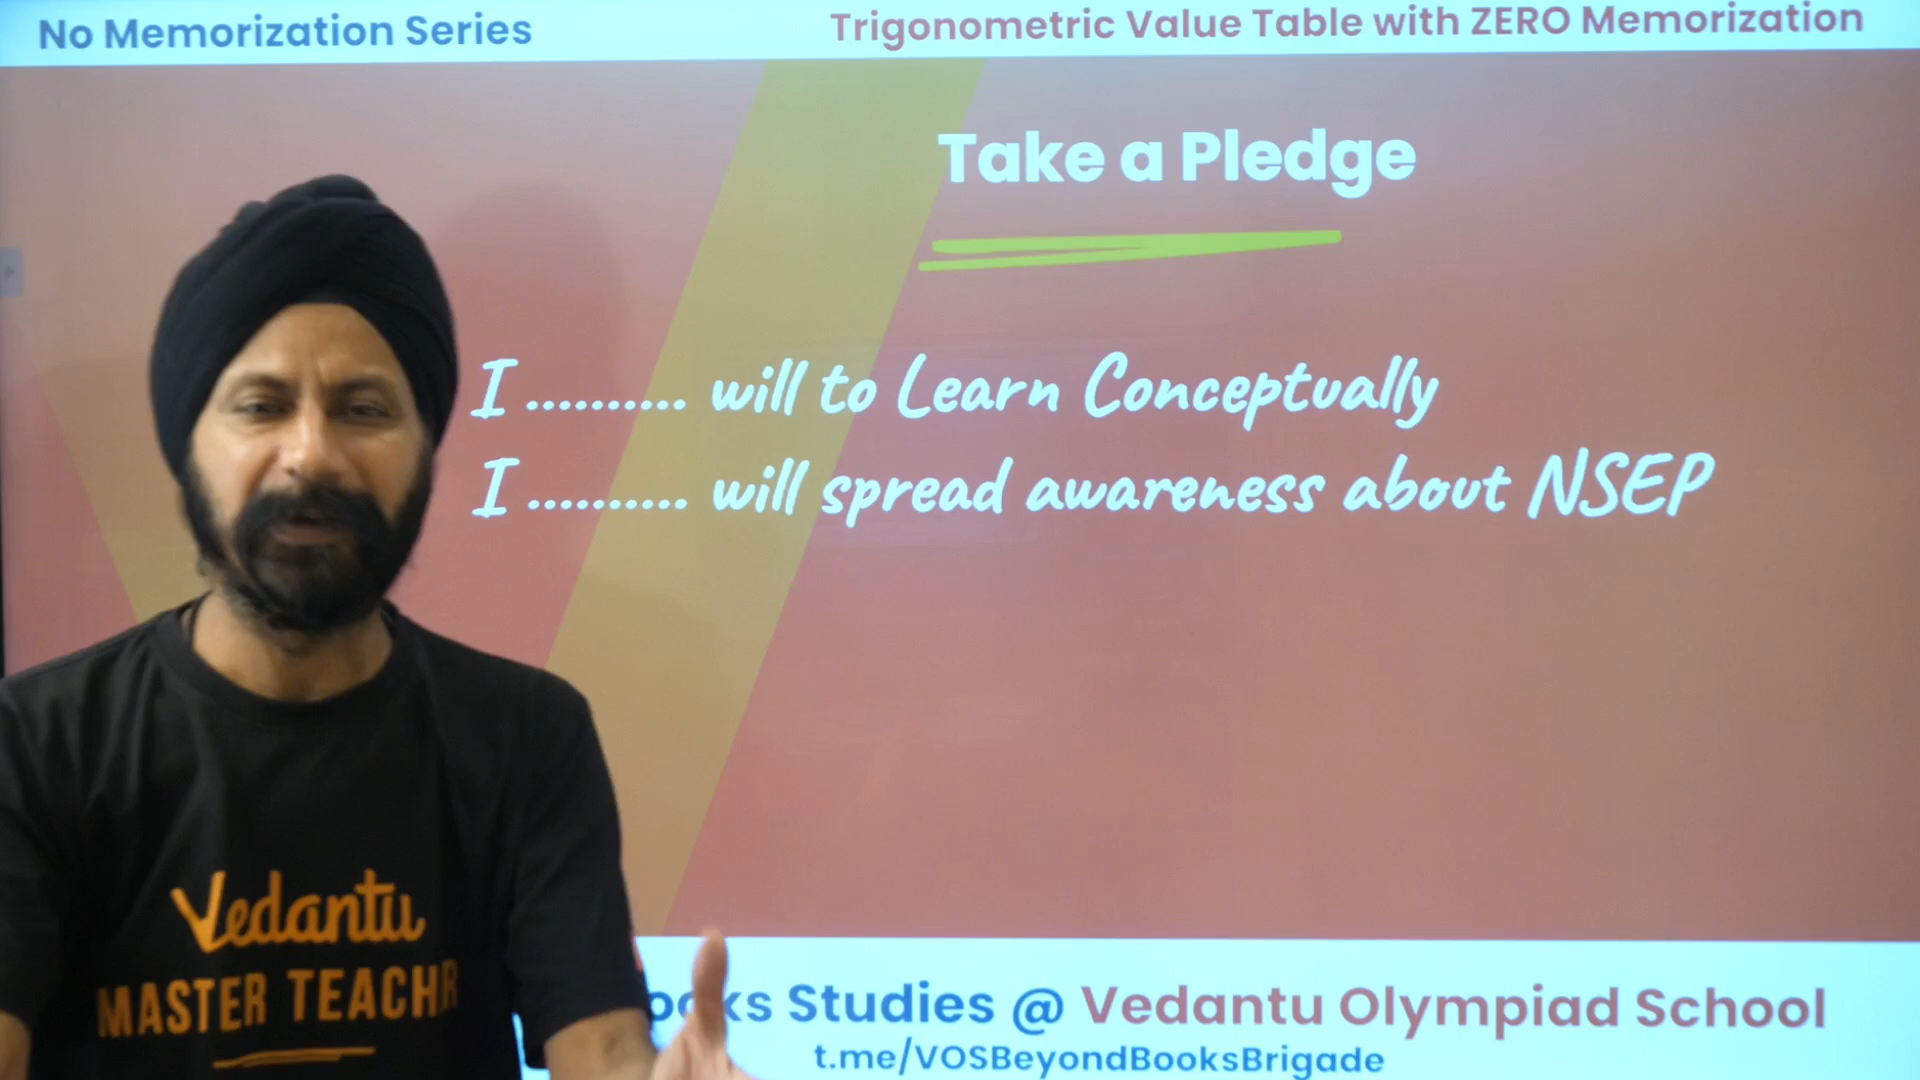 No Memorization Series
Trigonometric Value Table with ZERO Memorization
Take a Pledge
I .......... will to Learn Conceptually
I .......... will spread awareness about NSEP
Vedantu
MASTER TEACHR
Studies @ Vedantu Olympiad School
t.me/VOSBeyondBooksBrigade